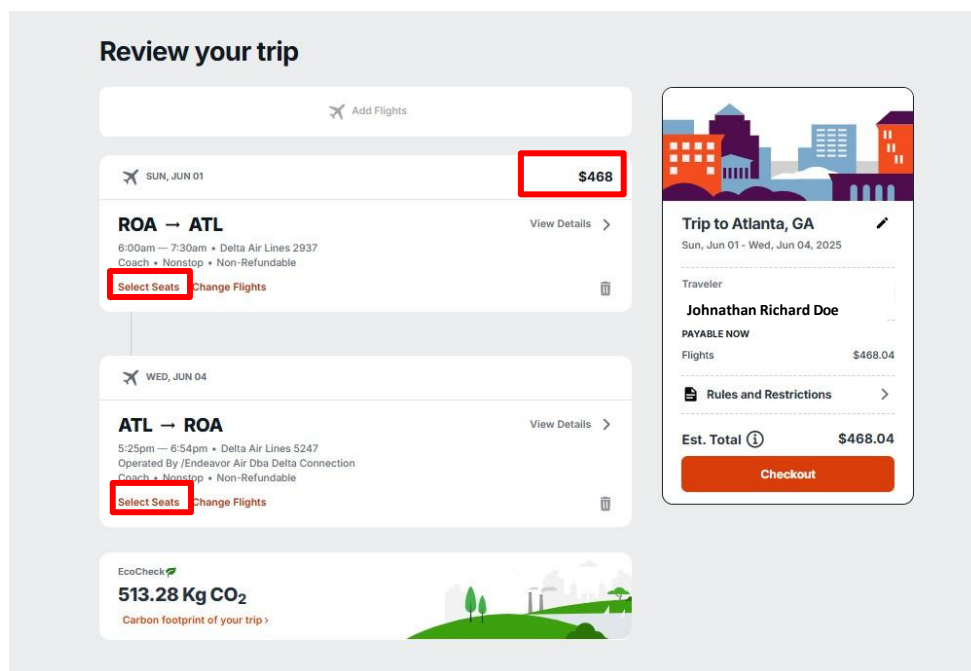 Review your trip
Add Flights
SUN, JUN 01
$468
ROA → ATL
View Details
6:00am — 7:30am • Delta Air Lines 2937
Coach • Nonstop • Non-Refundable
Select Seats
Change Flights
WED, JUN 04
ATL → ROA
View Details
5:25pm — 6:54pm • Delta Air Lines 5247
Operated By /Endeavor Air Dba Delta Connection
Coach • Nonstop • Non-Refundable
Select Seats
Change Flights
EcoCheck
513.28 Kg CO₂
Carbon footprint of your trip ›
Trip to Atlanta, GA
Sun, Jun 01 - Wed, Jun 04, 2025
Traveler
Johnathan Richard Doe
PAYABLE NOW
Flights $468.04
Rules and Restrictions
Est. Total $468.04
Checkout